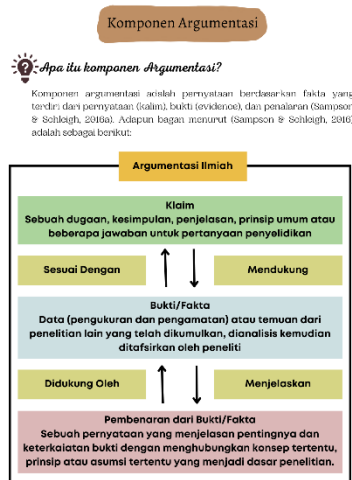 Komponen Argumentasi
Apa itu komponen Argumentasi?
Komponen argumentasi adalah pernyataan berdasarkan fakta yang
terdiri dari pernyataan (kalim), bukti (evidence), dan penalaran (Sampson
& Schleigh, 2016a). Adapun bagan menurut (Sampson & Schleigh, 2016)
adalah sebagai berikut:
Argumentasi Ilmiah
Klaim
Sebuah dugaan, kesimpulan, penjelasan, prinsip umum atau
beberapa jawaban untuk pertanyaan penyelidikan
Sesuai Dengan
Mendukung
Bukti/Fakta
Data (pengukuran dan pengamatan) atau temuan dari
penelitian lain yang telah dikumulkan, dianalisis kemudian
ditafsirkan oleh peneliti
Didukung Oleh
Menjelaskan
Pembenaran dari Bukti/Fakta
Sebuah pernyataan yang menjelasan pentingnya dan
keterkaiatan bukti dengan menghubungkan konsep tertentu,
prinsip atau asumsi tertentu yang menjadi dasar penelitian.